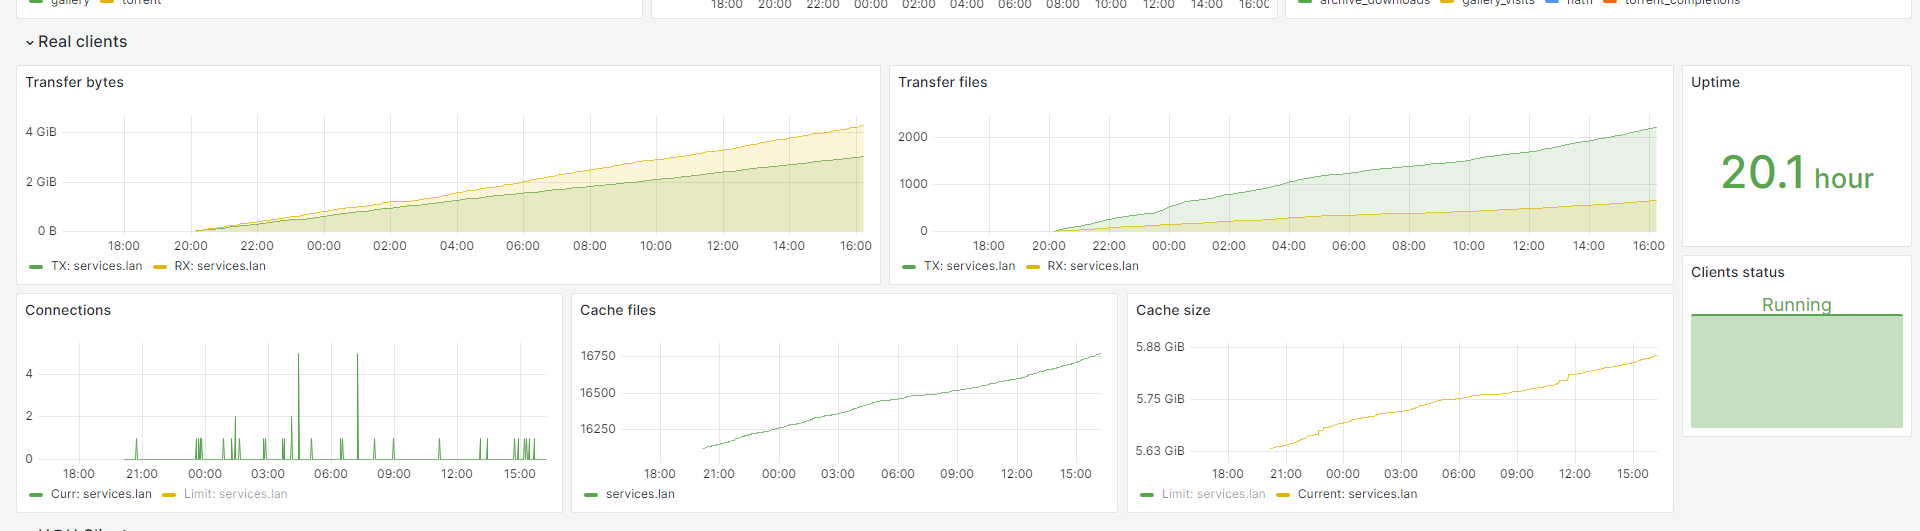 gallery torrent
18:00 20:00 22:00 00:00 02:00 04:00 06:00 08:00 10:00 12:00 14:00 16:00
archive_downloads gallery_visits hath torrent_completions
Real clients
Transfer bytes
4 GiB
2 GiB
0 B
18:00 20:00 22:00 00:00 02:00 04:00 06:00 08:00 10:00 12:00 14:00 16:00
TX: services.lan RX: services.lan
Transfer files
2000
1000
0
18:00 20:00 22:00 00:00 02:00 04:00 06:00 08:00 10:00 12:00 14:00 16:00
TX: services.lan RX: services.lan
Uptime
20.1 hour
Clients status
Running
Connections
4
2
0
18:00 21:00 00:00 03:00 06:00 09:00 12:00 15:00
Curr: services.lan Limit: services.lan
Cache files
16750
16500
16250
18:00 21:00 00:00 03:00 06:00 09:00 12:00 15:00
services.lan
Cache size
5.88 GiB
5.75 GiB
5.63 GiB
18:00 21:00 00:00 03:00 06:00 09:00 12:00 15:00
Limit: services.lan Current: services.lan